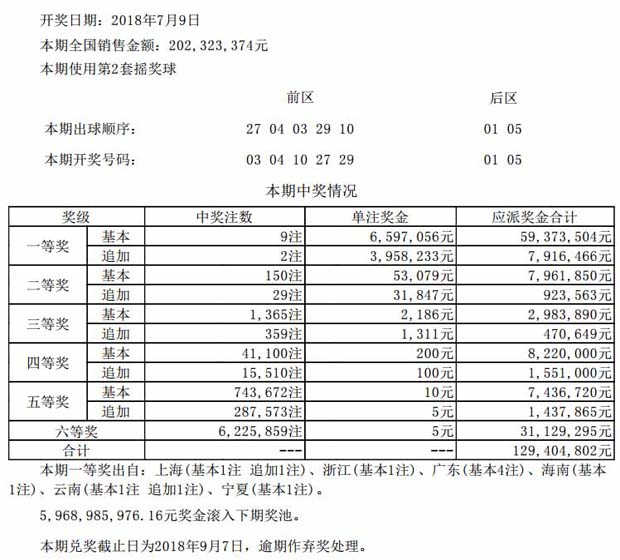 开奖日期：2018年7月9日
本期全国销售金额：202,323,374元
本期使用第2套摇奖球
前区 后区
本期出球顺序： 27 04 03 29 10 01 05
本期开奖号码： 03 04 10 27 29 01 05
本期中奖情况
奖级 中奖注数 单注奖金 应派奖金合计
一等奖 基本 9注 6,597,056元 59,373,504元
追加 2注 3,958,233元 7,916,466元
二等奖 基本 150注 53,079元 7,961,850元
追加 29注 31,847元 923,563元
三等奖 基本 1,365注 2,186元 2,983,890元
追加 359注 1,311元 470,649元
四等奖 基本 41,100注 200元 8,220,000元
追加 15,510注 100元 1,551,000元
五等奖 基本 743,672注 10元 7,436,720元
追加 287,573注 5元 1,437,865元
六等奖 6,225,859注 5元 31,129,295元
合计 --- --- 129,404,802元
本期一等奖出自：上海(基本1注 追加1注)、浙江(基本1注)、广东(基本4注)、海南(基本
1注)、云南(基本1注 追加1注)、宁夏(基本1注)。
5,968,985,976.16元奖金滚入下期奖池。
本期兑奖截止日为2018年9月7日，逾期作弃奖处理。